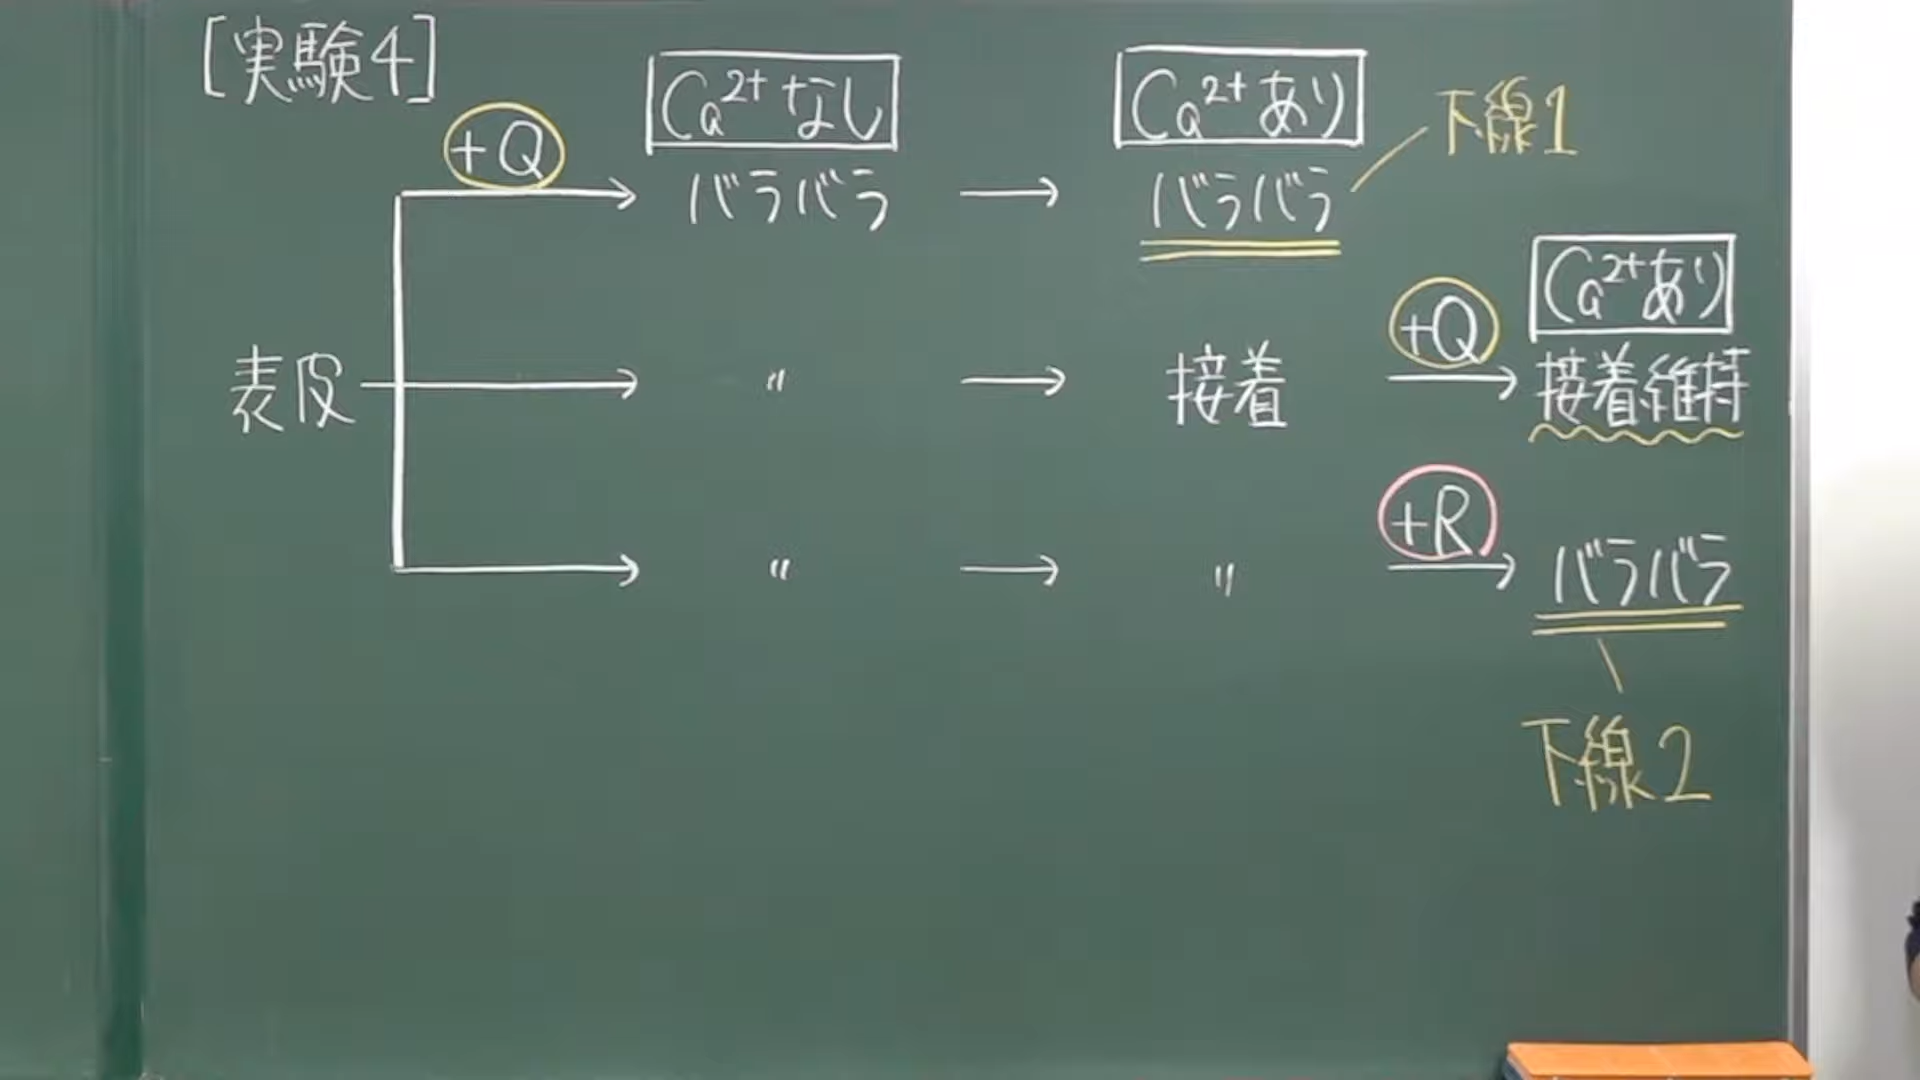 [実験4]
+Q
Ca²⁺なし
Ca²⁺あり
下線1
バラバラ → バラバラ
Ca²⁺あり
+Q
表皮 → 〃 → 接着 → 接着維持
+R
〃 → 〃 → バラバラ
下線2